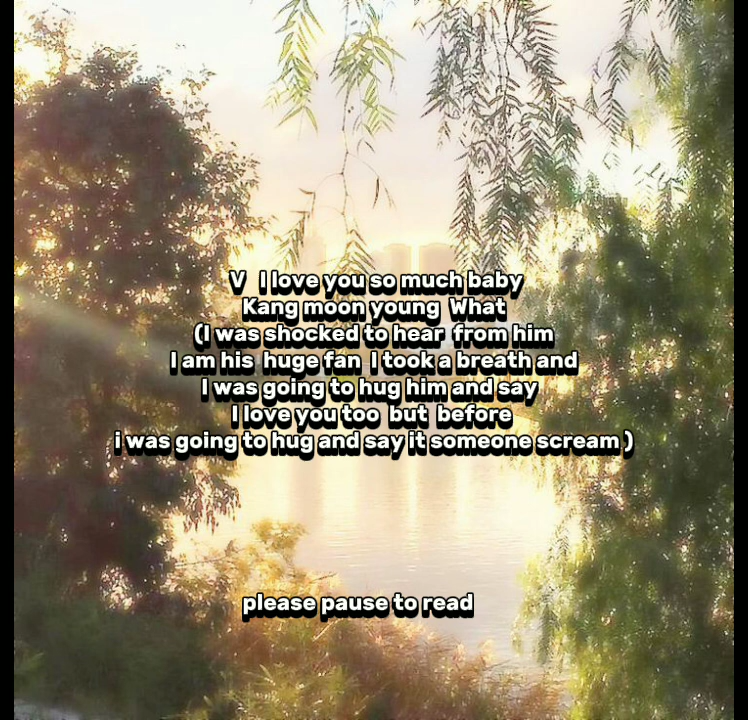 V I love you so much baby
Kang moon young What
(I was shocked to hear from him
I am his huge fan I took a breath and
I was going to hug him and say
I love you too but before
i was going to hug and say it someone scream )
please pause to read